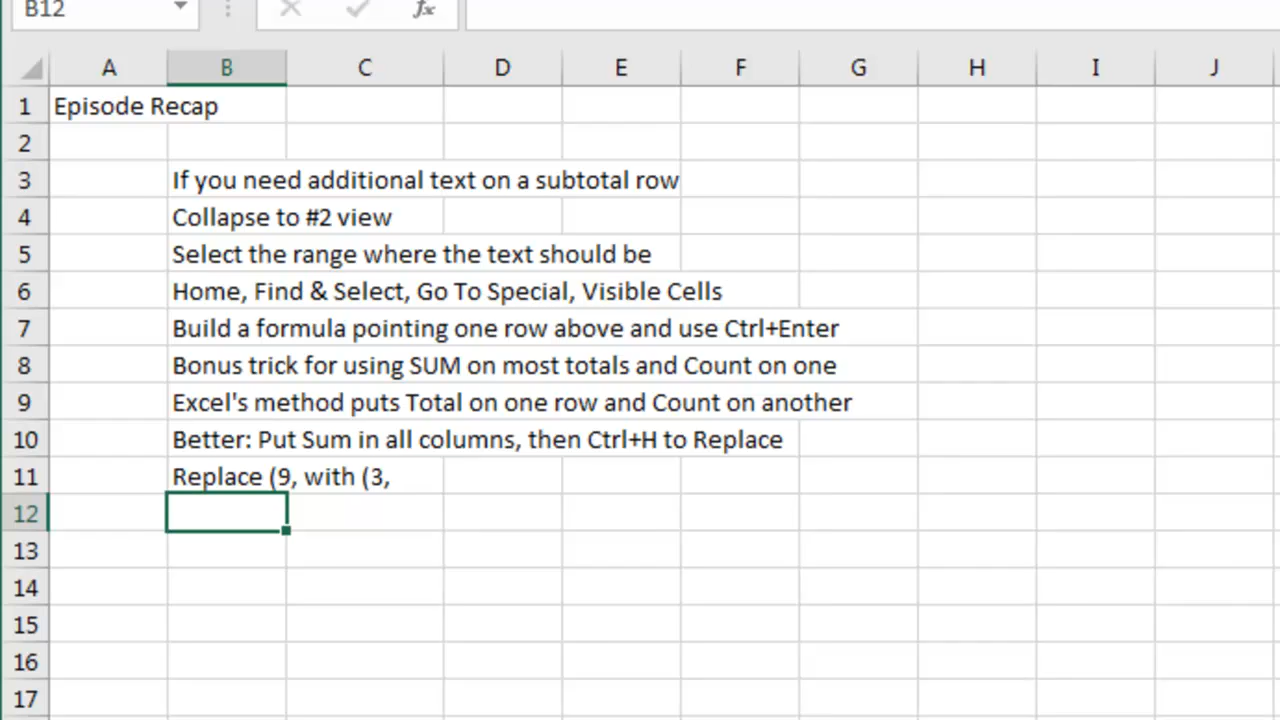 B12
fx
A B C D E F G H I J
1 Episode Recap
2
3 If you need additional text on a subtotal row
4 Collapse to #2 view
5 Select the range where the text should be
6 Home, Find & Select, Go To Special, Visible Cells
7 Build a formula pointing one row above and use Ctrl+Enter
8 Bonus trick for using SUM on most totals and Count on one
9 Excel's method puts Total on one row and Count on another
10 Better: Put Sum in all columns, then Ctrl+H to Replace
11 Replace (9, with (3,
12
13
14
15
16
17